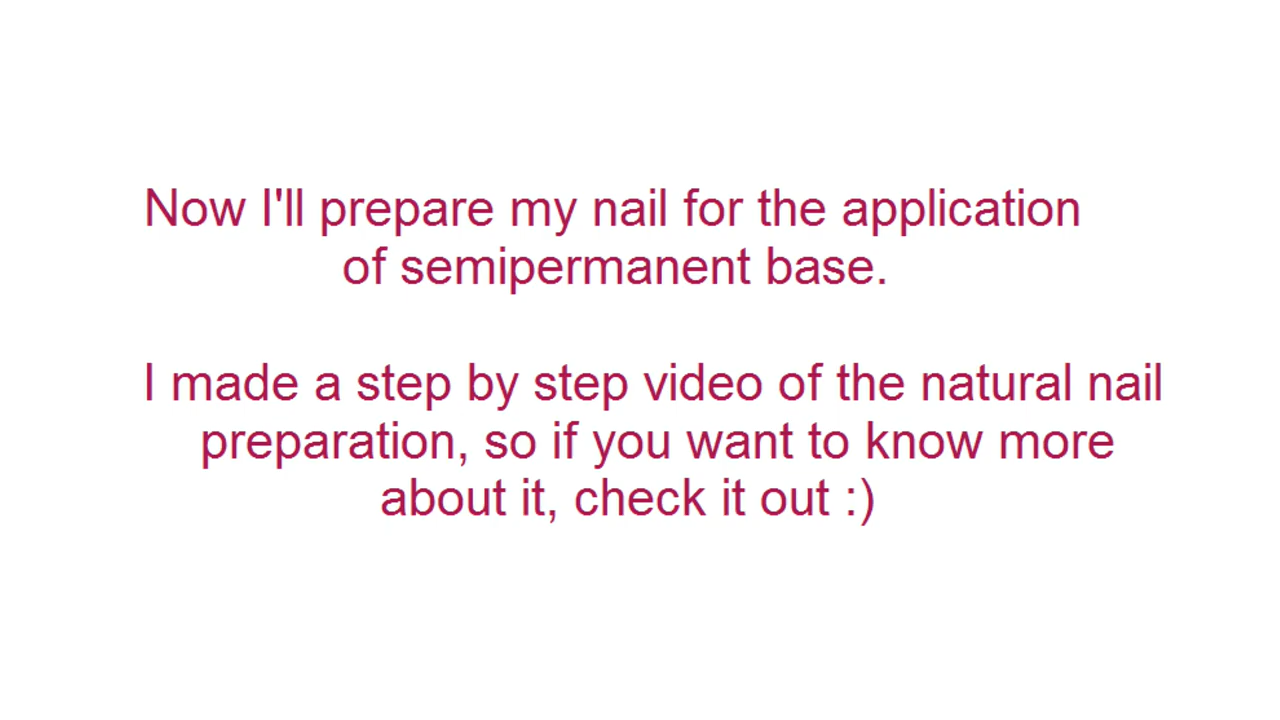 Now I'll prepare my nail for the application
of semipermanent base.
I made a step by step video of the natural nail
preparation, so if you want to know more
about it, check it out :)